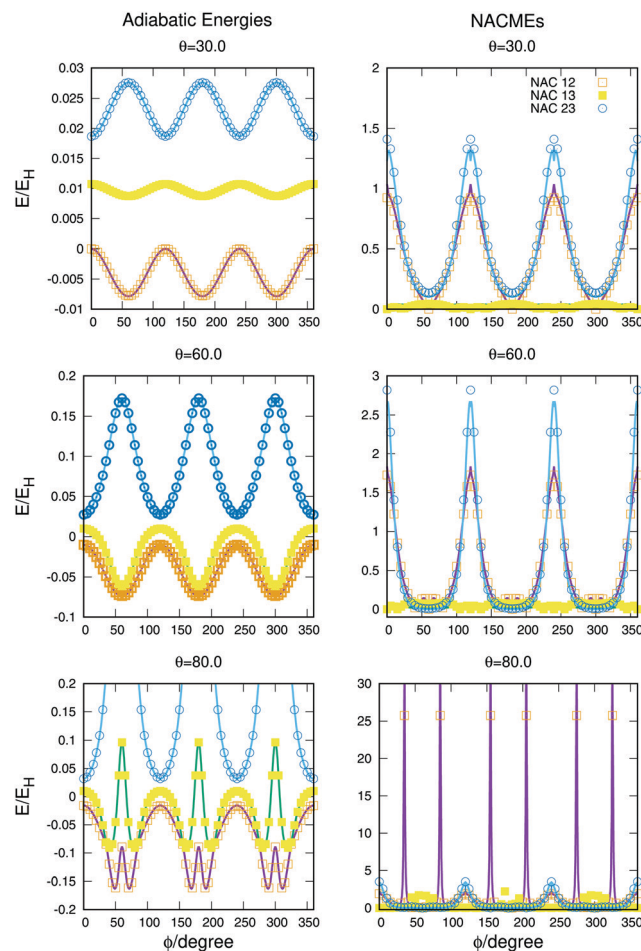 Adiabatic Energies
NACMEs
θ=30.0
θ=30.0
0.03
0.025
0.02
0.015
0.01
0.005
0
-0.005
-0.01
E/E_H
0 50 100 150 200 250 300 350
2
1.5
1
0.5
0
NAC 12
NAC 13
NAC 23
0 50 100 150 200 250 300 350
θ=60.0
θ=60.0
0.2
0.15
0.1
0.05
0
-0.05
-0.1
E/E_H
0 50 100 150 200 250 300 350
3
2.5
2
1.5
1
0.5
0
0 50 100 150 200 250 300 350
θ=80.0
θ=80.0
0.2
0.15
0.1
0.05
0
-0.05
-0.1
-0.15
-0.2
E/E_H
0 50 100 150 200 250 300 350
ϕ/degree
30
25
20
15
10
5
0
0 50 100 150 200 250 300 350
ϕ/degree